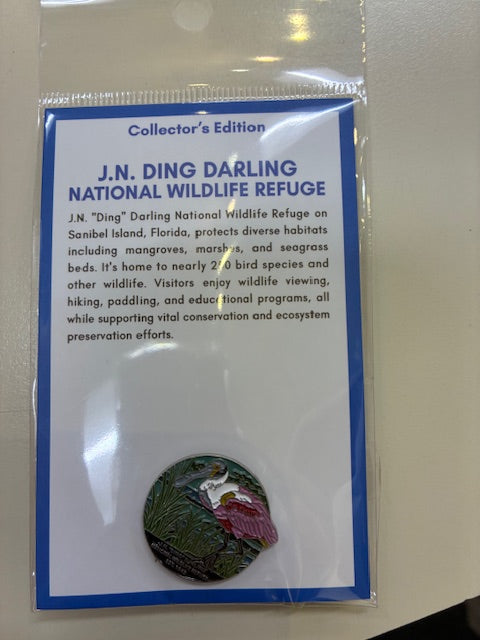 Collector's Edition
J.N. DING DARLING
NATIONAL WILDLIFE REFUGE
J.N. "Ding" Darling National Wildlife Refuge on
Sanibel Island, Florida, protects diverse habitats
including mangroves, marshes, and seagrass
beds. It's home to nearly bird species and
other wildlife. Visitors enjoy wildlife viewing,
hiking, paddling, and educational programs, all
while supporting vital conservation and ecosystem
preservation efforts.